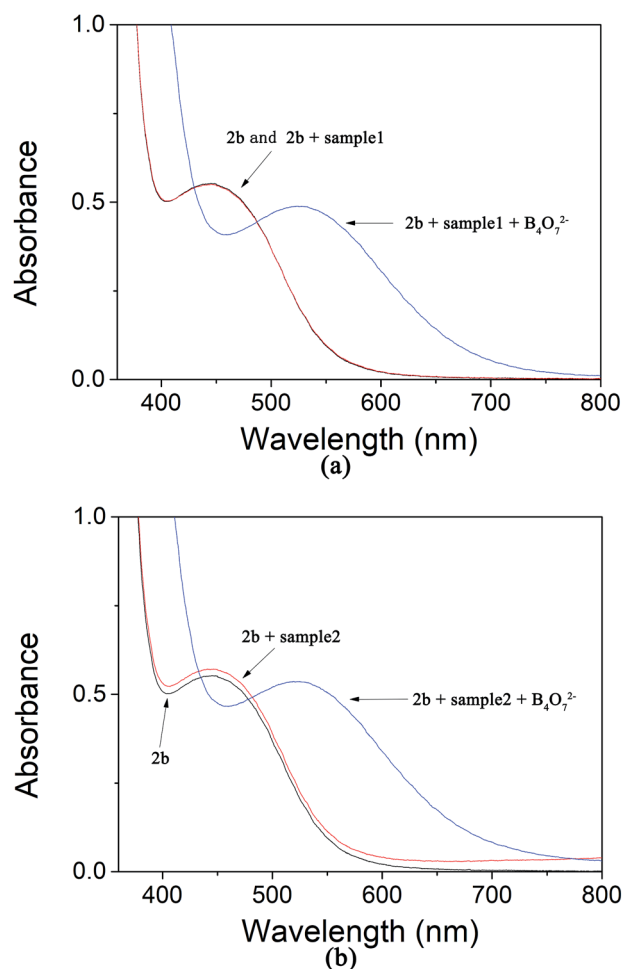 1.0
2b and 2b + sample1
0.5
2b + sample1 + B₄O₇²⁻
Absorbance
0.0
400 500 600 700 800
Wavelength (nm)
(a)
1.0
2b + sample2
0.5
2b + sample2 + B₄O₇²⁻
2b
Absorbance
0.0
400 500 600 700 800
Wavelength (nm)
(b)